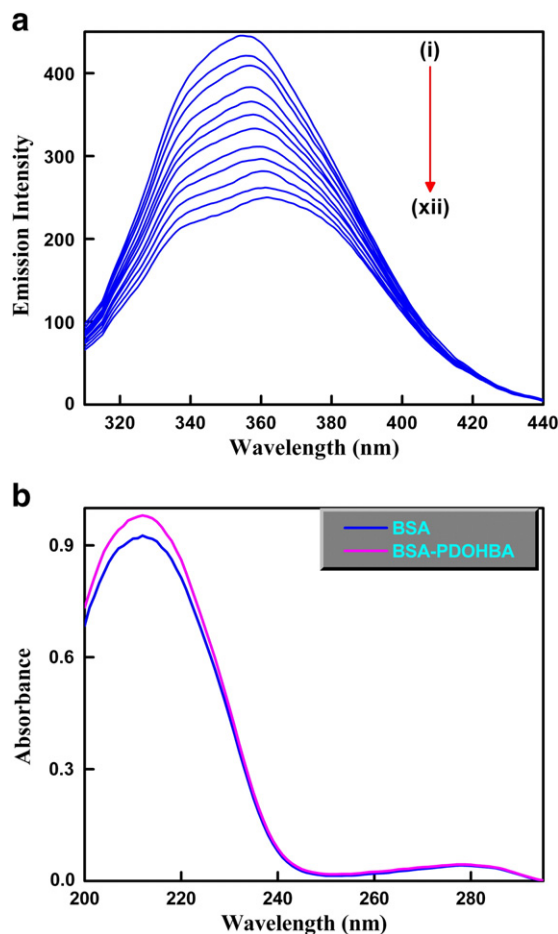 a
400
300
200
100
0
Emission Intensity
(i)
(xii)
320 340 360 380 400 420 440
Wavelength (nm)
b
0.9
0.6
0.3
0.0
Absorbance
BSA
BSA-PDOHBA
200 220 240 260 280
Wavelength (nm)